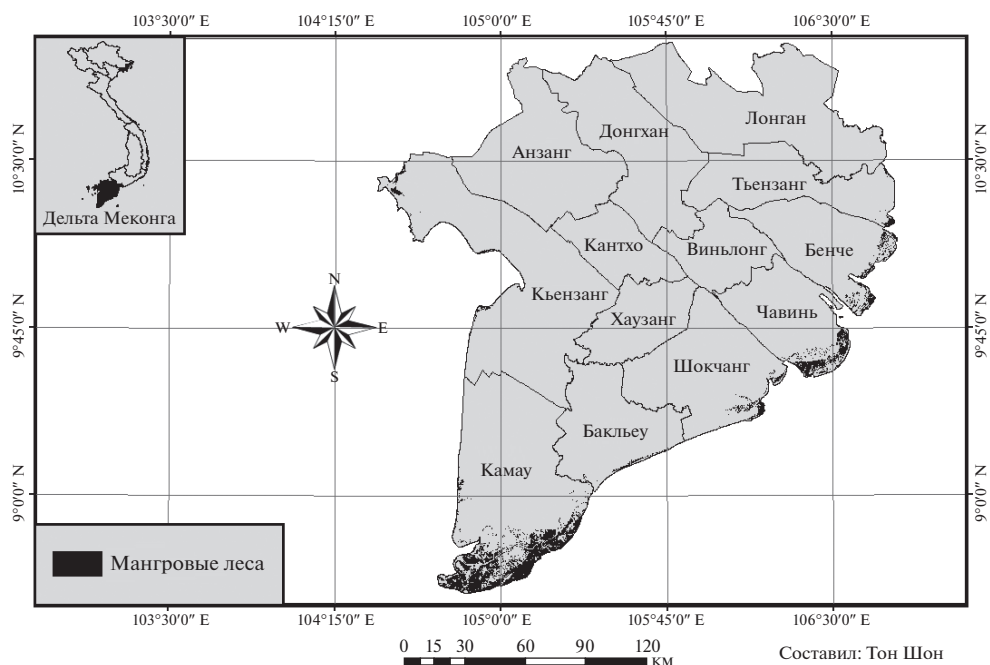 103°30′0″ E 104°15′0″ E 105°0′0″ E 105°45′0″ E 106°30′0″ E
10°30′0″ N
9°45′0″ N
9°0′0″ N
Дельта Меконга
Донгхан
Лонган
Анзанг
Тьензанг
Кантхо
Виньлонг
Бенче
Кьензанг
Хаузанг
Чавинь
Шокчанг
Бакльеу
Камау
N
W
E
S
10°30′0″ N
9°45′0″ N
9°0′0″ N
Мангровые леса
103°30′0″ E 104°15′0″ E 105°0′0″ E 105°45′0″ E 106°30′0″ E
0 15 30 60 90 120
КМ
Составил: Тон Шон